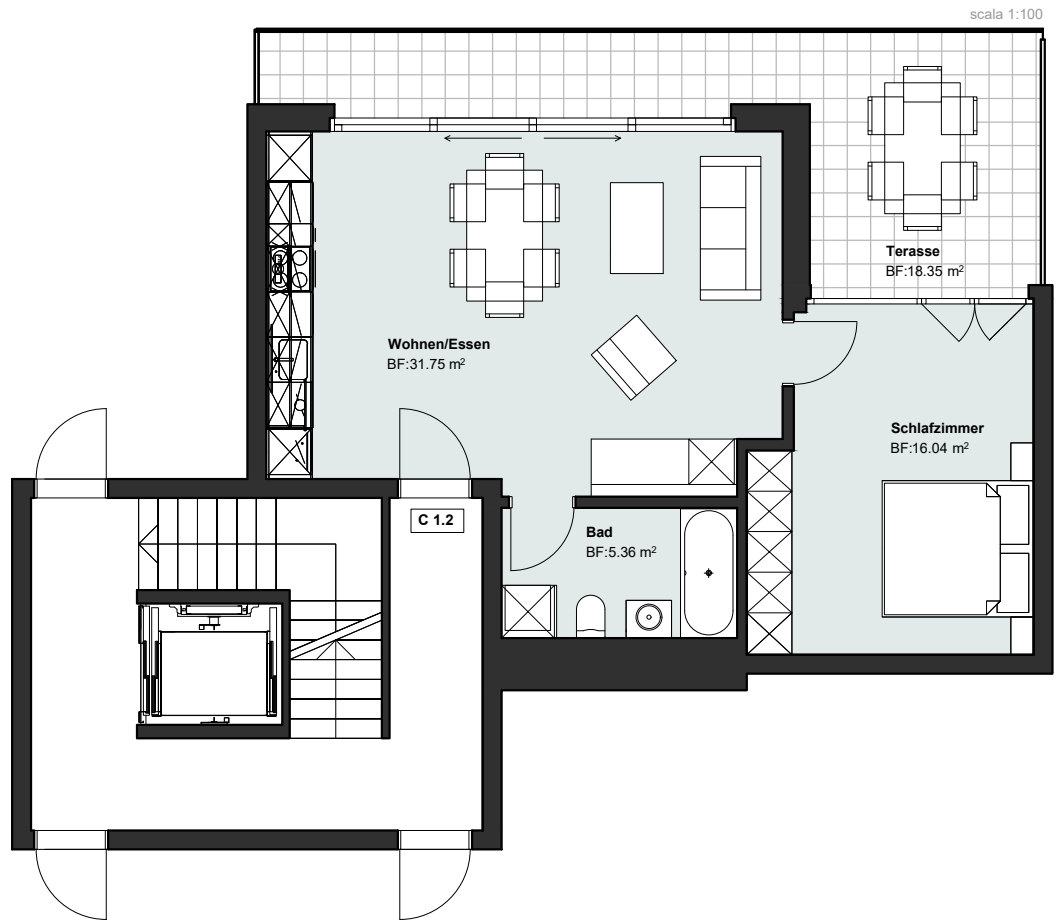 scala 1:100
Terasse
BF:18.35 m²
Wohnen/Essen
BF:31.75 m²
Schlafzimmer
BF:16.04 m²
C 1.2
Bad
BF:5.36 m²